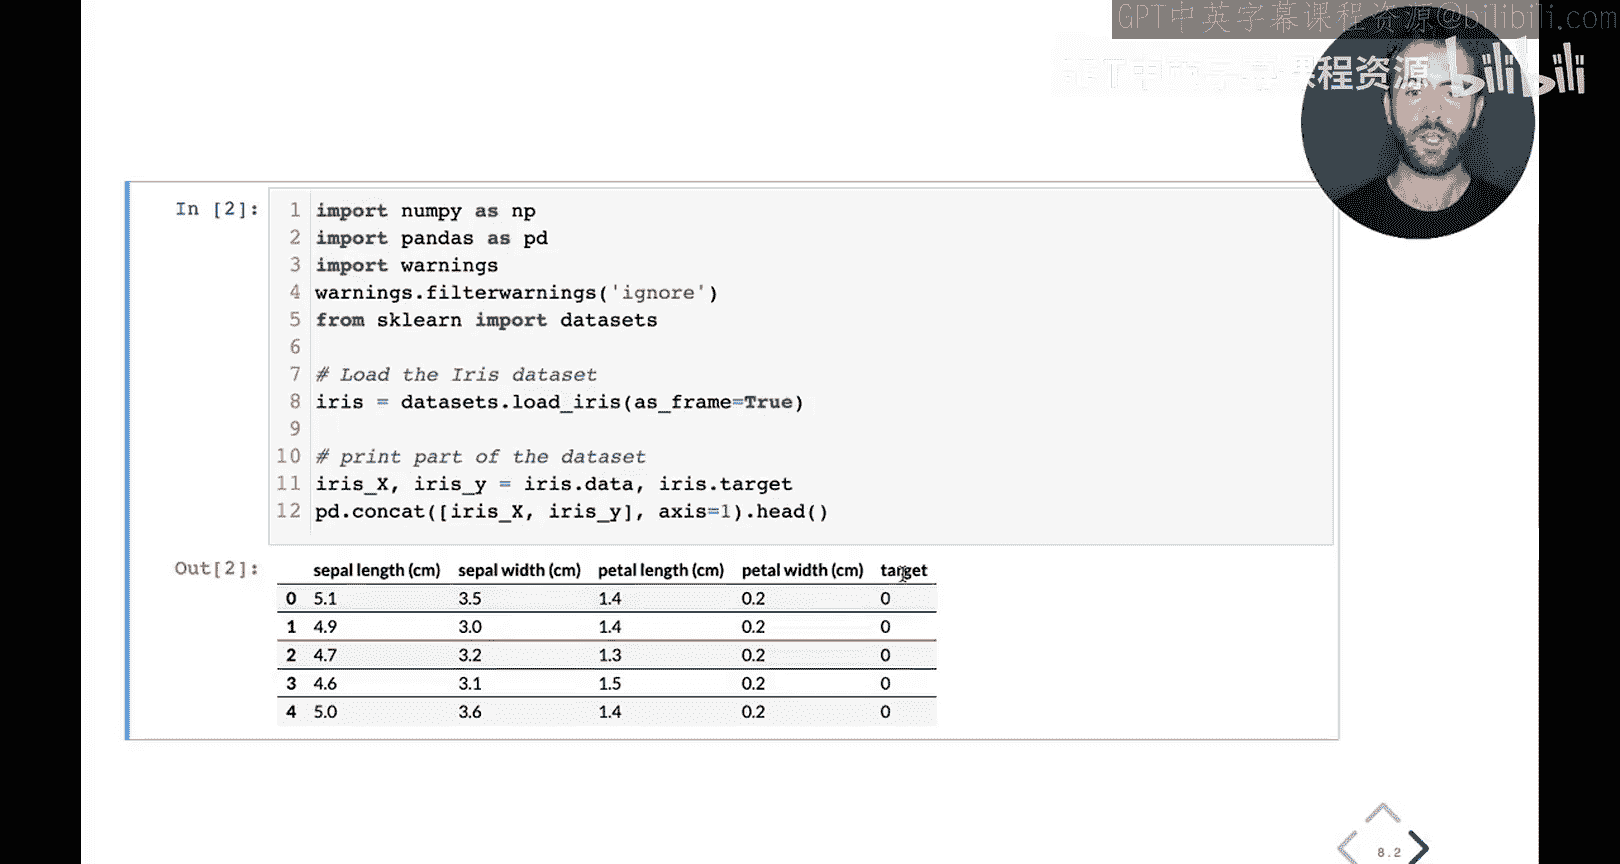 GPT中英字幕课程资源@bilibili.com
课程资源 bilibili
In [2]:
1 import numpy as np
2 import pandas as pd
3 import warnings
4 warnings.filterwarnings('ignore')
5 from sklearn import datasets
6
7 # Load the Iris dataset
8 iris = datasets.load_iris(as_frame=True)
9
10 # print part of the dataset
11 iris_X, iris_y = iris.data, iris.target
12 pd.concat([iris_X, iris_y], axis=1).head()
Out[2]:
sepal length (cm) sepal width (cm) petal length (cm) petal width (cm) target
0 5.1 3.5 1.4 0.2 0
1 4.9 3.0 1.4 0.2 0
2 4.7 3.2 1.3 0.2 0
3 4.6 3.1 1.5 0.2 0
4 5.0 3.6 1.4 0.2 0
8.2